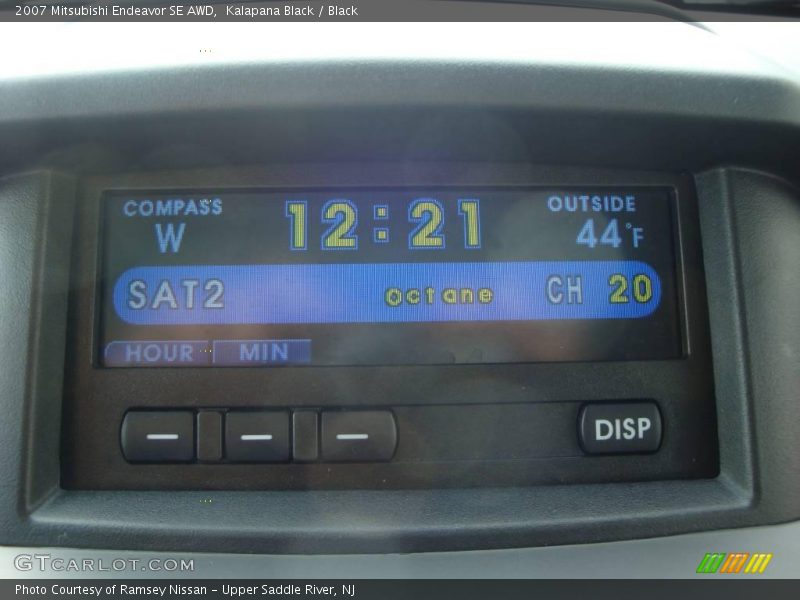 2007 Mitsubishi Endeavor SE AWD,  Kalapana Black / Black
COMPASS 12:21 OUTSIDE
W 44°F
SAT2 octane CH 20
HOUR MIN
DISP
GTCARLOT.COM
Photo Courtesy of Ramsey Nissan - Upper Saddle River, NJ